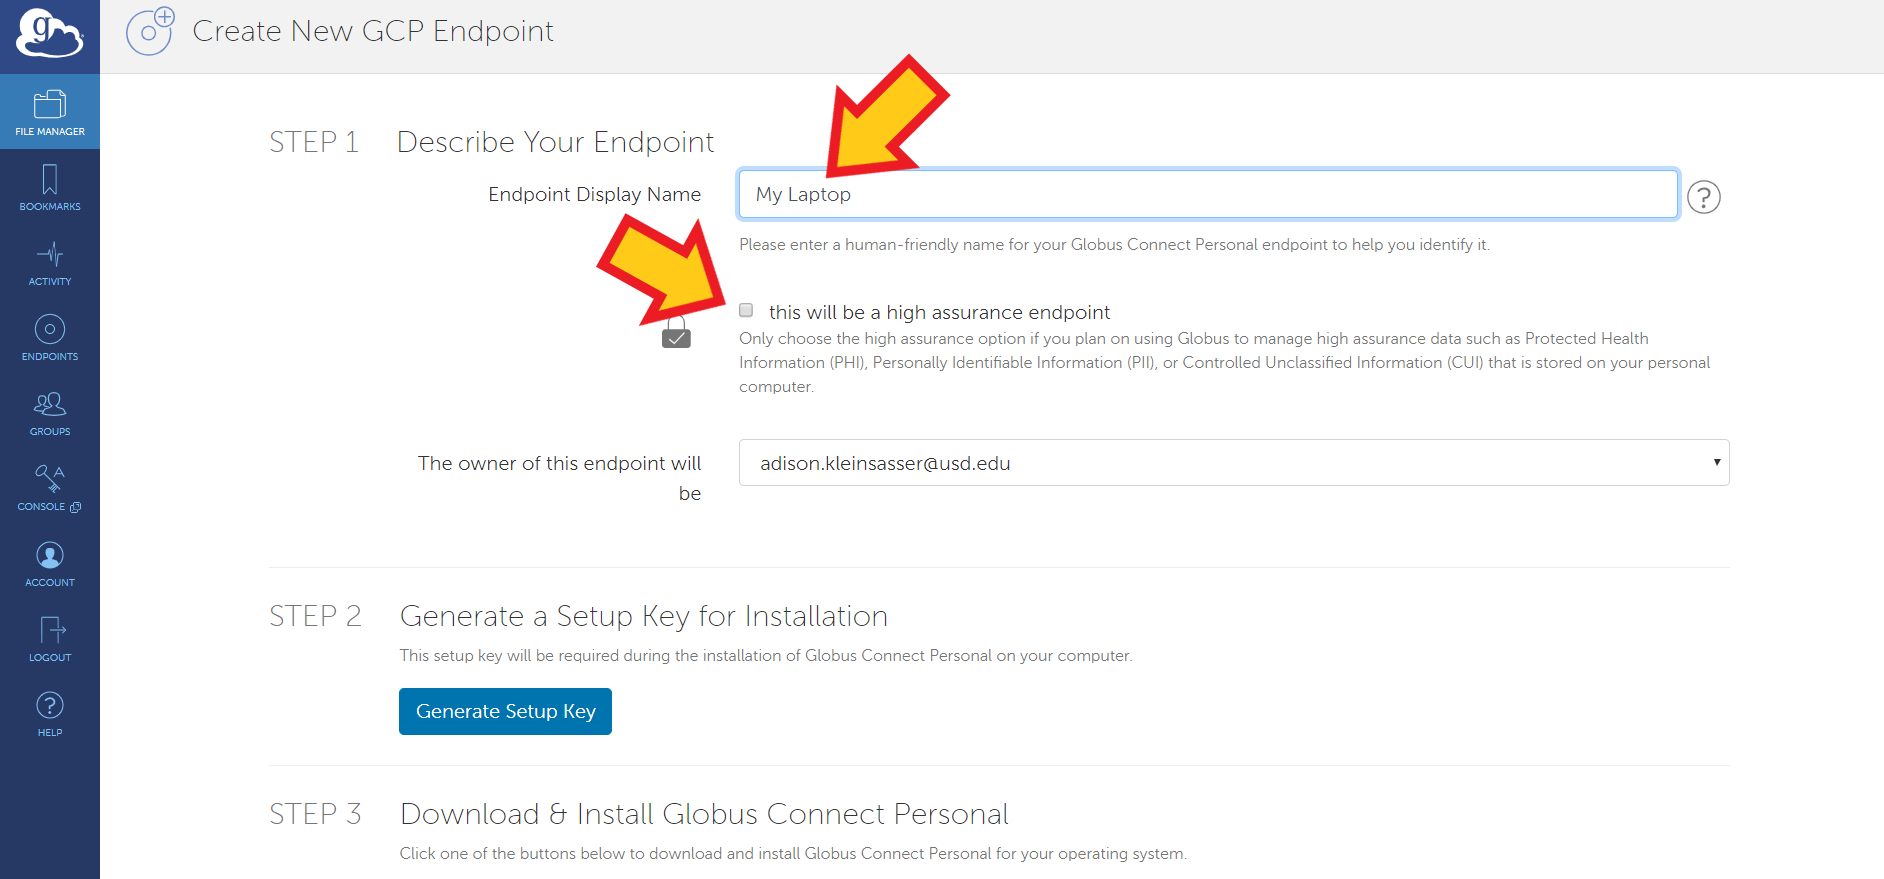 g
Create New GCP Endpoint
FILE MANAGER
BOOKMARKS
ACTIVITY
ENDPOINTS
GROUPS
CONSOLE
ACCOUNT
LOGOUT
HELP
STEP 1 Describe Your Endpoint
Endpoint Display Name My Laptop ?
Please enter a human-friendly name for your Globus Connect Personal endpoint to help you identify it.
this will be a high assurance endpoint
Only choose the high assurance option if you plan on using Globus to manage high assurance data such as Protected Health
Information (PHI), Personally Identifiable Information (PII), or Controlled Unclassified Information (CUI) that is stored on your personal
computer.
The owner of this endpoint will
be
adison.kleinsasser@usd.edu
STEP 2 Generate a Setup Key for Installation
This setup key will be required during the installation of Globus Connect Personal on your computer.
Generate Setup Key
STEP 3 Download & Install Globus Connect Personal
Click one of the buttons below to download and install Globus Connect Personal for your operating system.